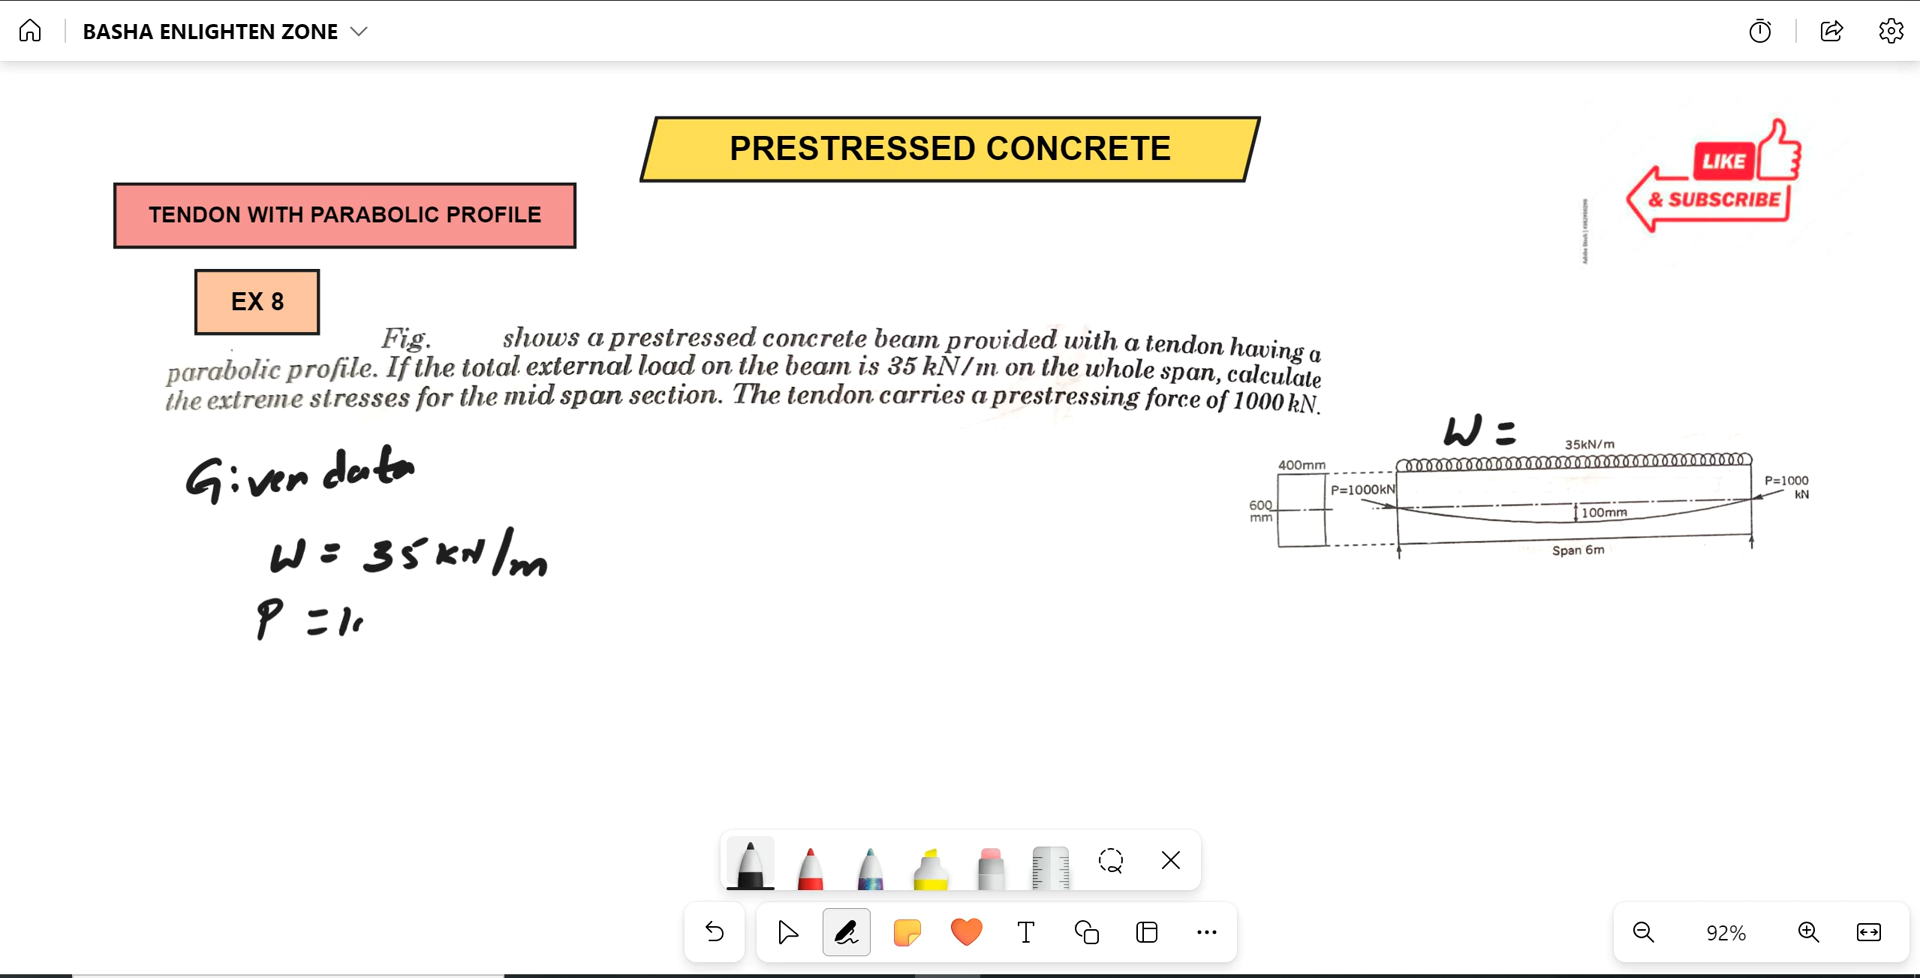 BASHA ENLIGHTEN ZONE
PRESTRESSED CONCRETE
LIKE
& SUBSCRIBE
TENDON WITH PARABOLIC PROFILE
EX 8
Fig. shows a prestressed concrete beam provided with a tendon having a
parabolic profile. If the total external load on the beam is 35 kN/m on the whole span, calculate
the extreme stresses for the mid span section. The tendon carries a prestressing force of 1000 kN.
W =
35kN/m
400mm
P=1000kN
P=1000
kN
600
mm
100mm
Span 6m
Given data
W = 35 kN/m
P = 1
92%